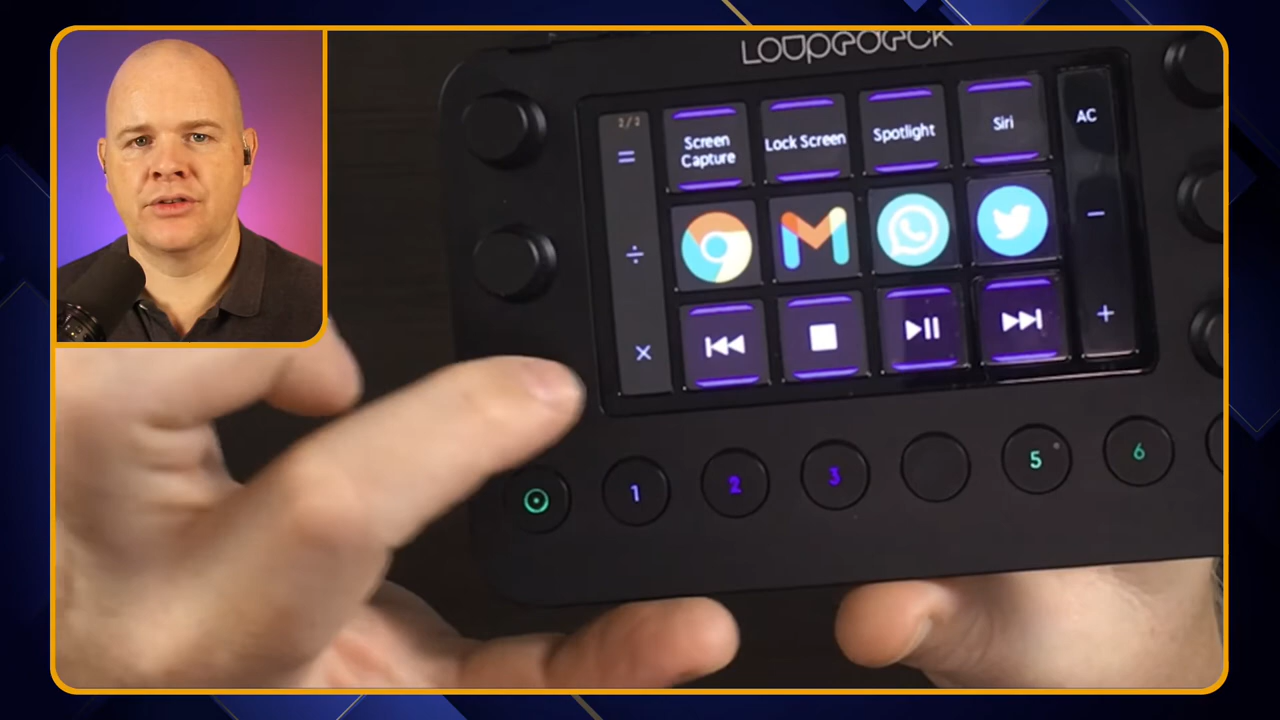 LOUPEDECK
2/2
Screen
Capture
Lock Screen
Spotlight
Siri
AC
=
−
÷
+
×
1
2
3
5
6